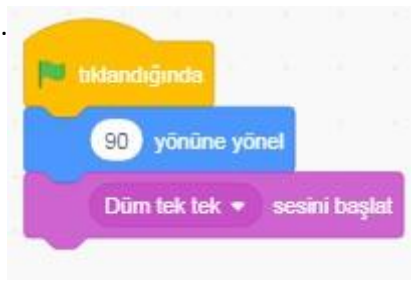 .
tıklandığında
90 yönüne yönel
Düm tek tek sesini başlat